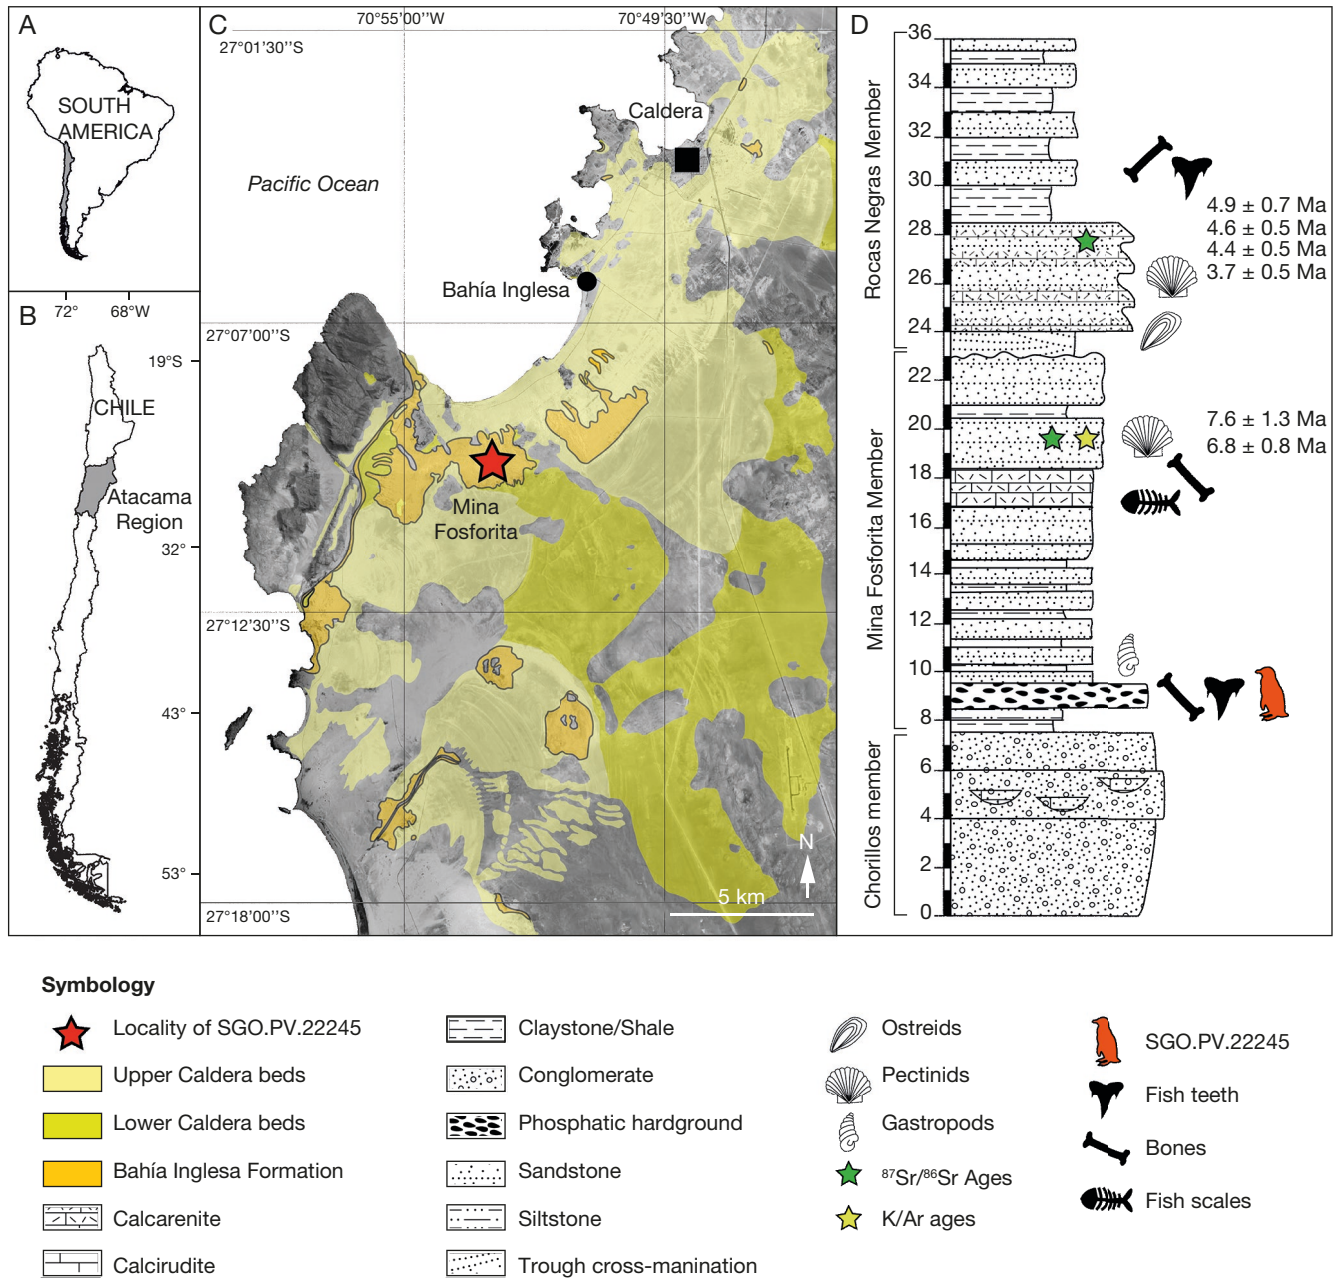 A
SOUTH
AMERICA
B
72°
68°W
19°S
CHILE
Atacama
Region
32°
43°
53°
C
70°55'00''W
70°49'30''W
27°01'30''S
Caldera
Pacific Ocean
Bahía Inglesa
27°07'00''S
Mina
Fosforita
27°12'30''S
N
5 km
27°18'00''S
D
36
34
32
30
28
26
24
22
20
18
16
14
12
10
8
6
4
2
0
Rocas Negras Member
Mina Fosforita Member
Chorillos member
4.9 ± 0.7 Ma
4.6 ± 0.5 Ma
4.4 ± 0.5 Ma
3.7 ± 0.5 Ma
7.6 ± 1.3 Ma
6.8 ± 0.8 Ma
Symbology
Locality of SGO.PV.22245
Upper Caldera beds
Lower Caldera beds
Bahía Inglesa Formation
Calcarenite
Calcirudite
Claystone/Shale
Conglomerate
Phosphatic hardground
Sandstone
Siltstone
Trough cross-manination
Ostreids
Pectinids
Gastropods
⁸⁷Sr/⁸⁶Sr Ages
K/Ar ages
SGO.PV.22245
Fish teeth
Bones
Fish scales